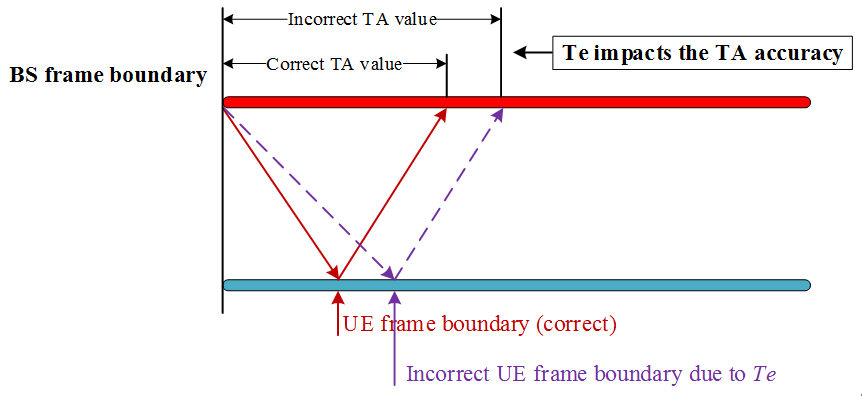 Incorrect TA value
Te impacts the TA accuracy
Correct TA value
BS frame boundary
UE frame boundary (correct)
Incorrect UE frame boundary due to Te